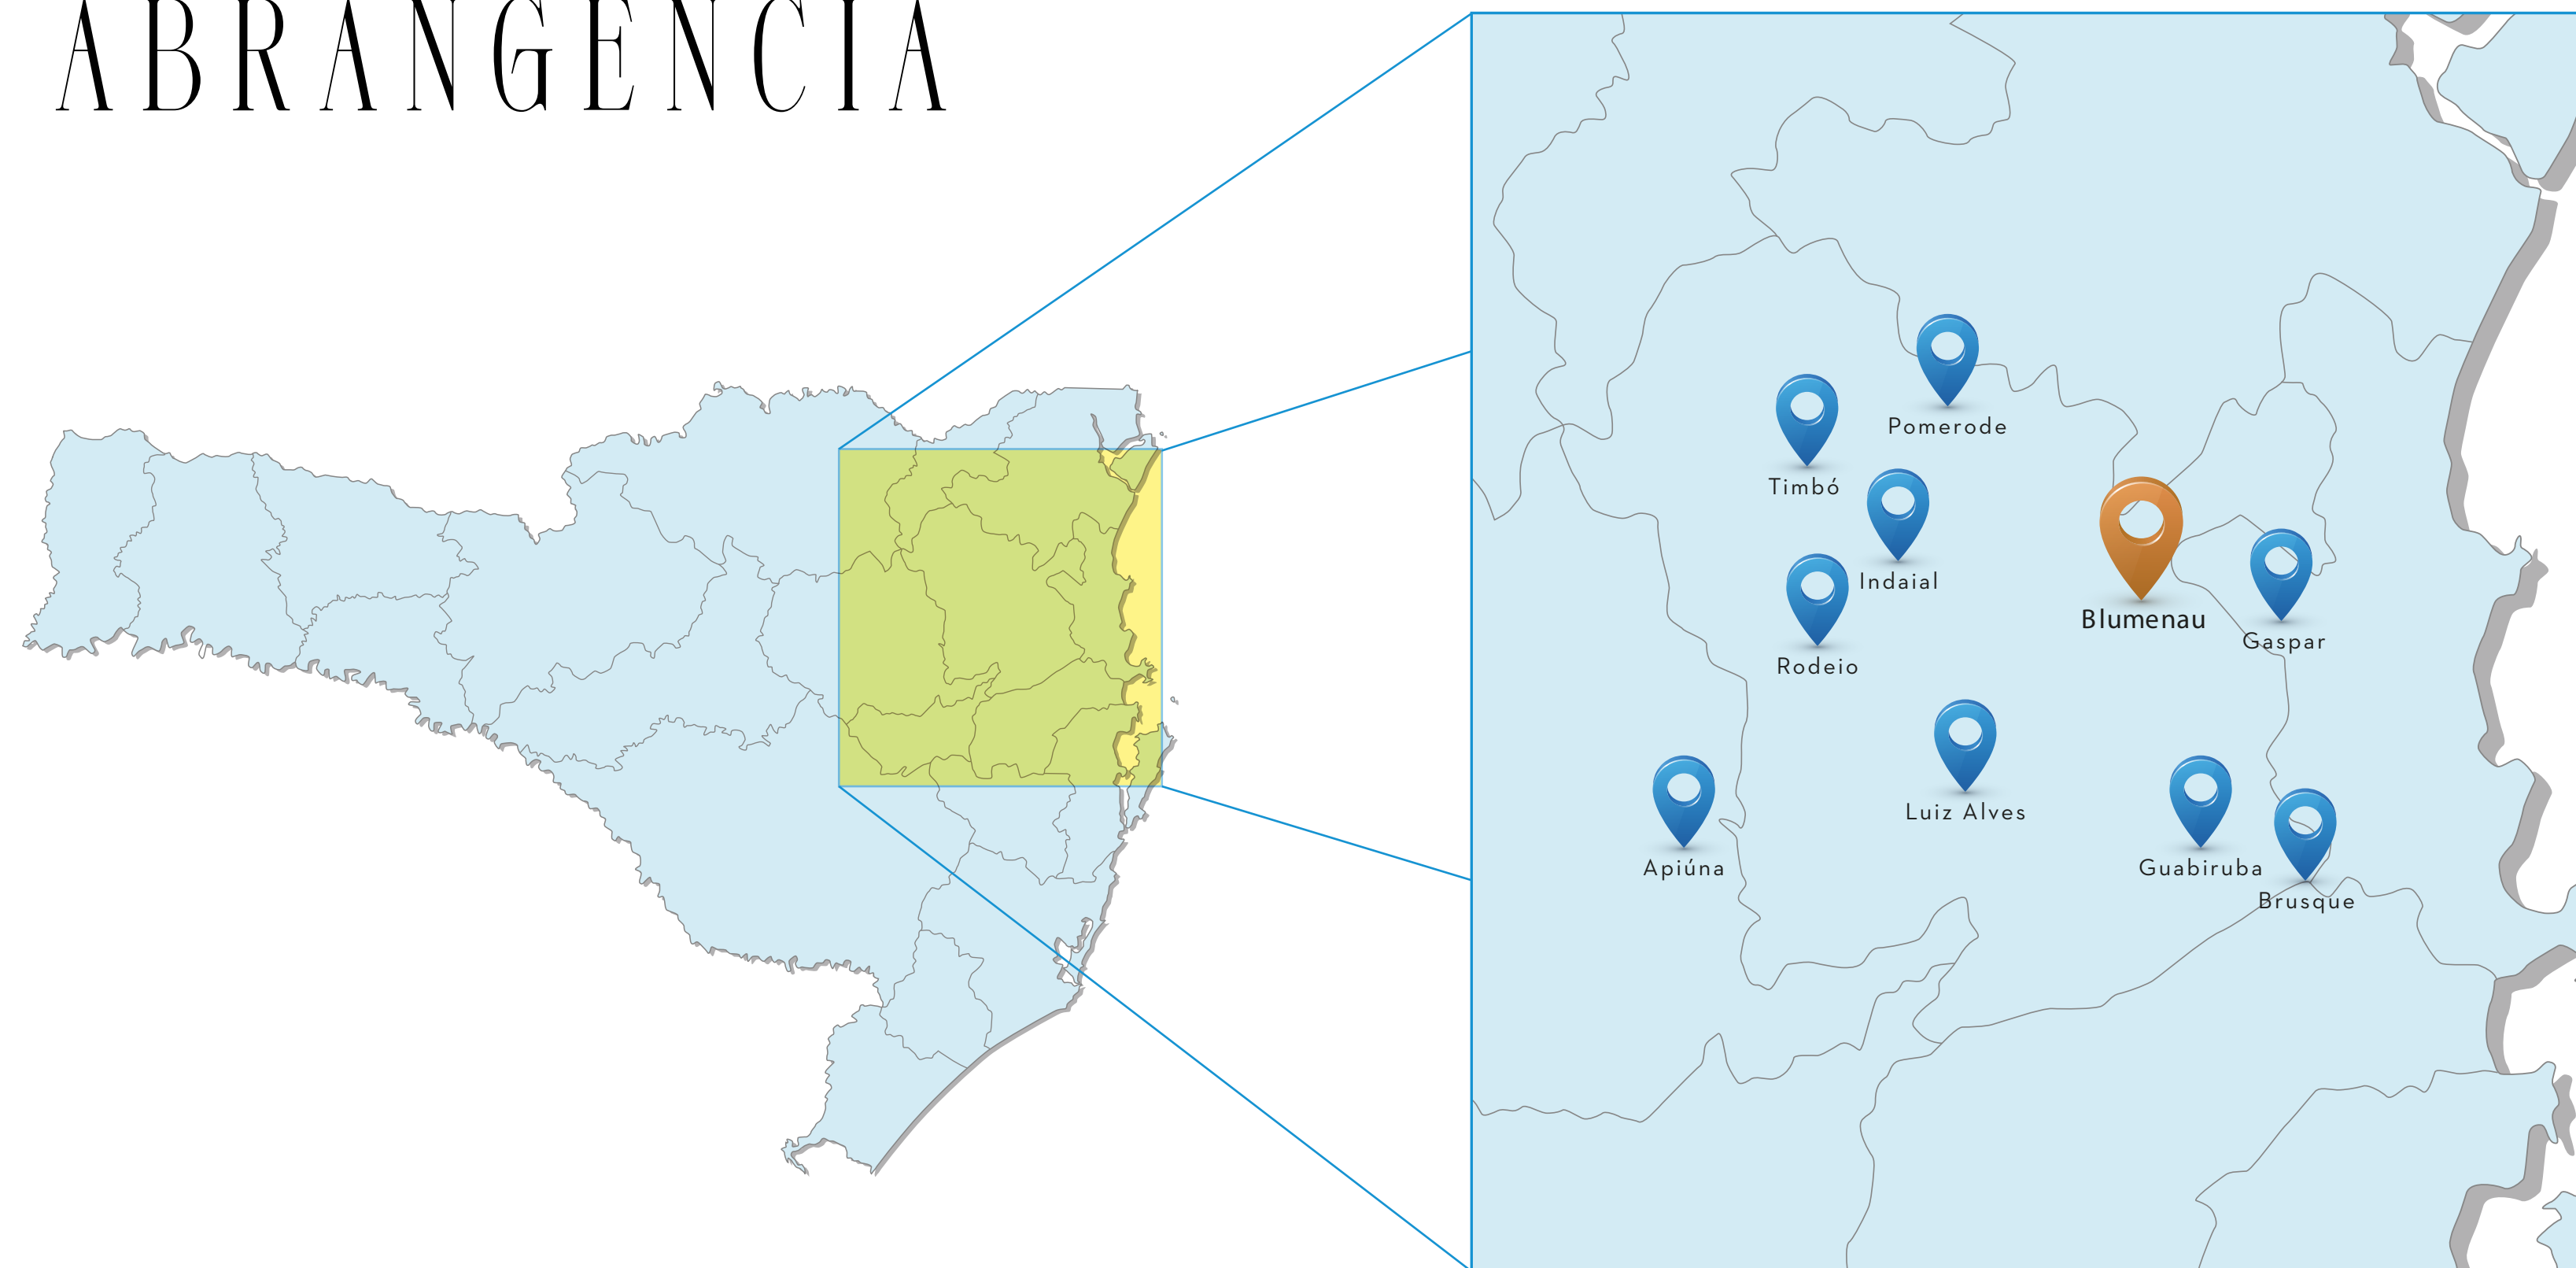 ABRANGENCIA
Pomerode
Timbó
Indaial
Blumenau
Gaspar
Rodeio
Luiz Alves
Apiúna
Guabiruba
Brusque